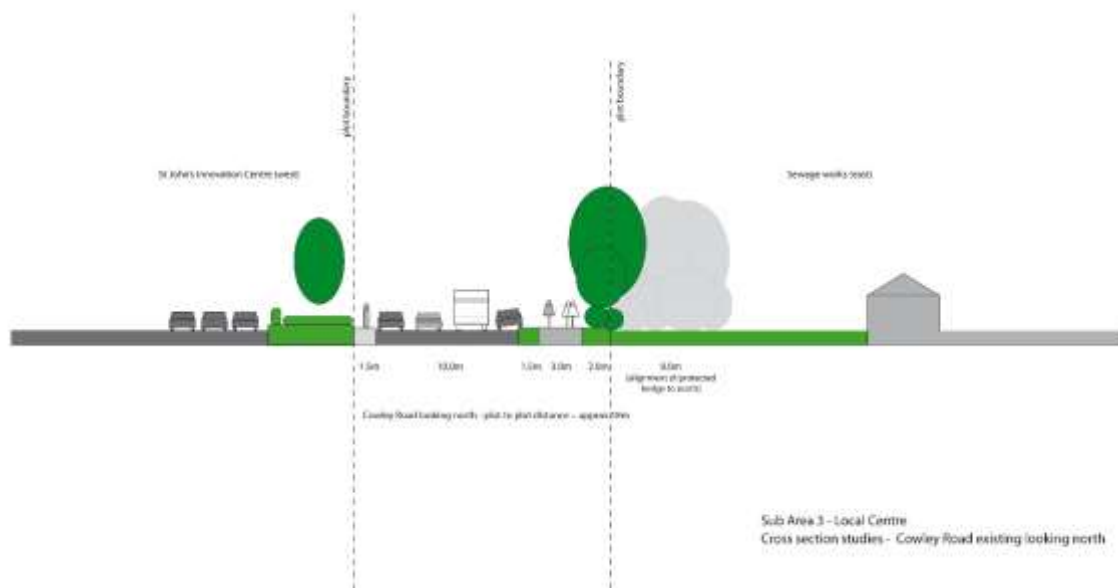 plot boundary
plot boundary
St John's Innovation Centre (west)
Sewage works (east)
1.5m 10.0m 1.5m 3.0m 2.0m 9.0m
(alignment of protected
hedge to north)
Cowley Road looking north - plot to plot distance - approx
Sub Area 3 - Local Centre
Cross section studies - Cowley Road existing looking north